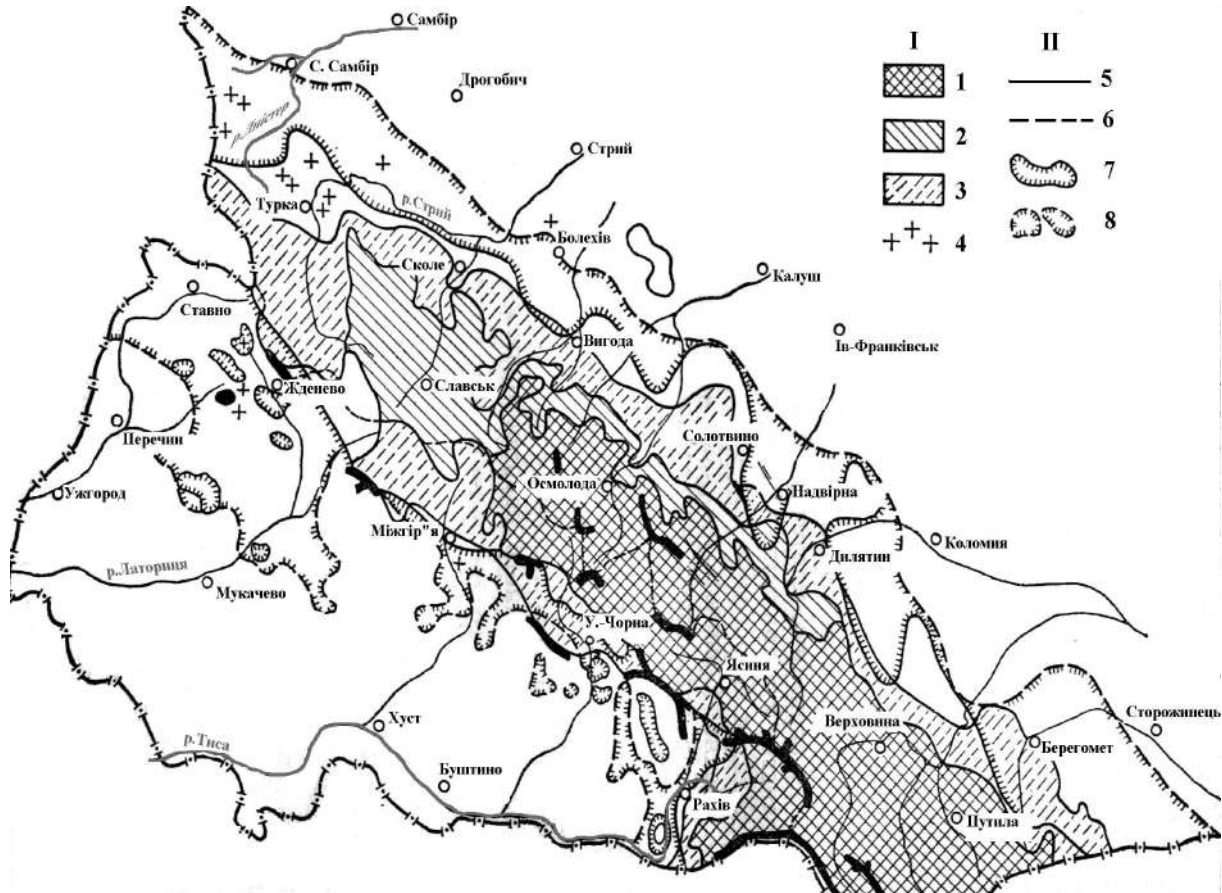 Самбір
I
II
С. Самбір
Дрогобич
1
5
р.Дністер
2
6
Стрий
7
3
Турка
р.Стрий
4
8
Болехів
Сколе
Калуш
Ставно
Ів-Франківськ
Вигода
Жденево
Славськ
Перечин
Солотвино
Ужгород
Осмолода
Надвірна
Міжгір"я
Коломия
Дилятин
р.Латориця
Мукачево
У.-Чорна
Ясиня
Хуст
Верховина
Сторожинець
р.Тиса
Берегомет
Буштино
Рахів
Путила